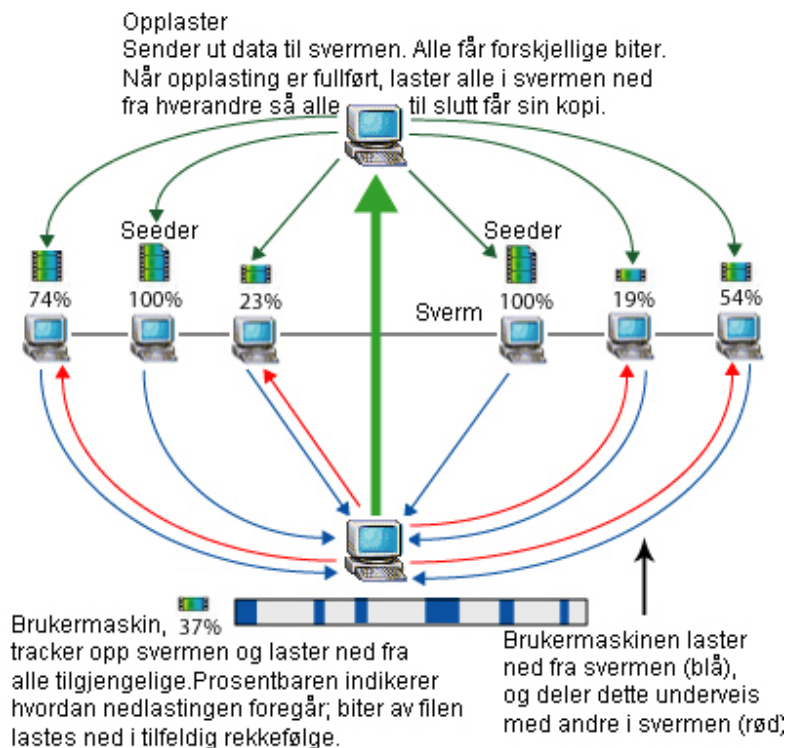 Opplaster
Sender ut data til svermen. Alle får forskjellige biter.
Når opplasting er fullført, laster alle i svermen ned
fra hverandre så alle til slutt får sin kopi.
Seeder
Seeder
74%
100%
23%
100%
19%
54%
Sverm
37%
Brukermaskin,
tracker opp svermen og laster ned fra
alle tilgjengelige.Prosentbaren indikerer
hvordan nedlastingen foregår; biter av filen
lastes ned i tilfeldig rekkefølge.
Brukermaskinen laster
ned fra svermen (blå),
og deler dette underveis
med andre i svermen (rød)